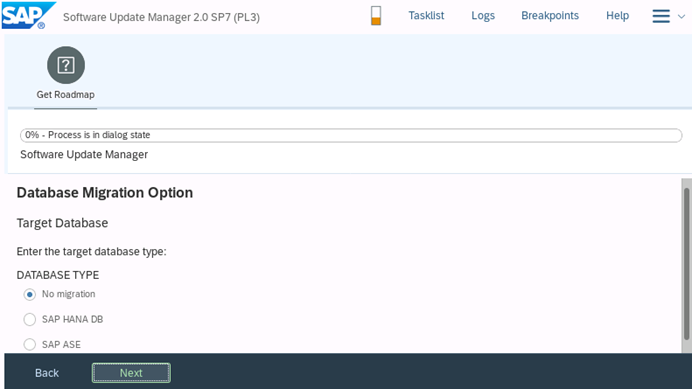 SAP ® Software Update Manager 2.0 SP7 (PL3) Tasklist Logs Breakpoints Help
Get Roadmap
0% - Process is in dialog state
Software Update Manager
Database Migration Option
Target Database
Enter the target database type:
DATABASE TYPE
No migration
SAP HANA DB
SAP ASE
Back Next